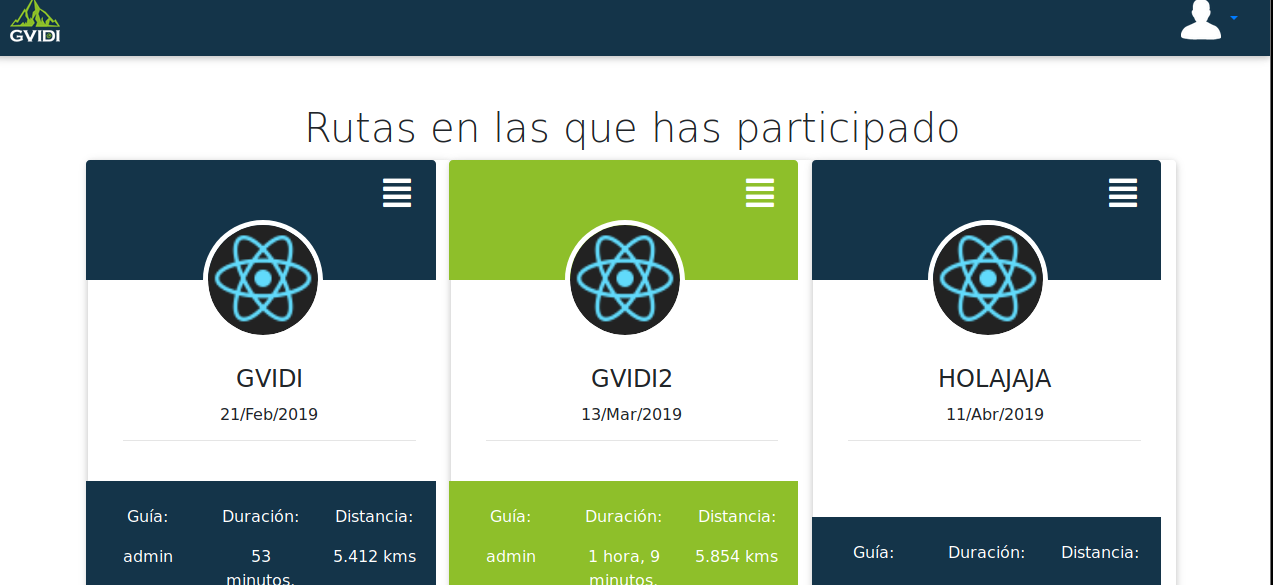 GVIDI
Rutas en las que has participado
GVIDI
21/Feb/2019
Guía: Duración: Distancia:
admin 53 minutos, 5.412 kms
GVIDI2
13/Mar/2019
Guía: Duración: Distancia:
admin 1 hora, 9 minutos, 5.854 kms
HOLAJAJA
11/Abr/2019
Guía: Duración: Distancia: